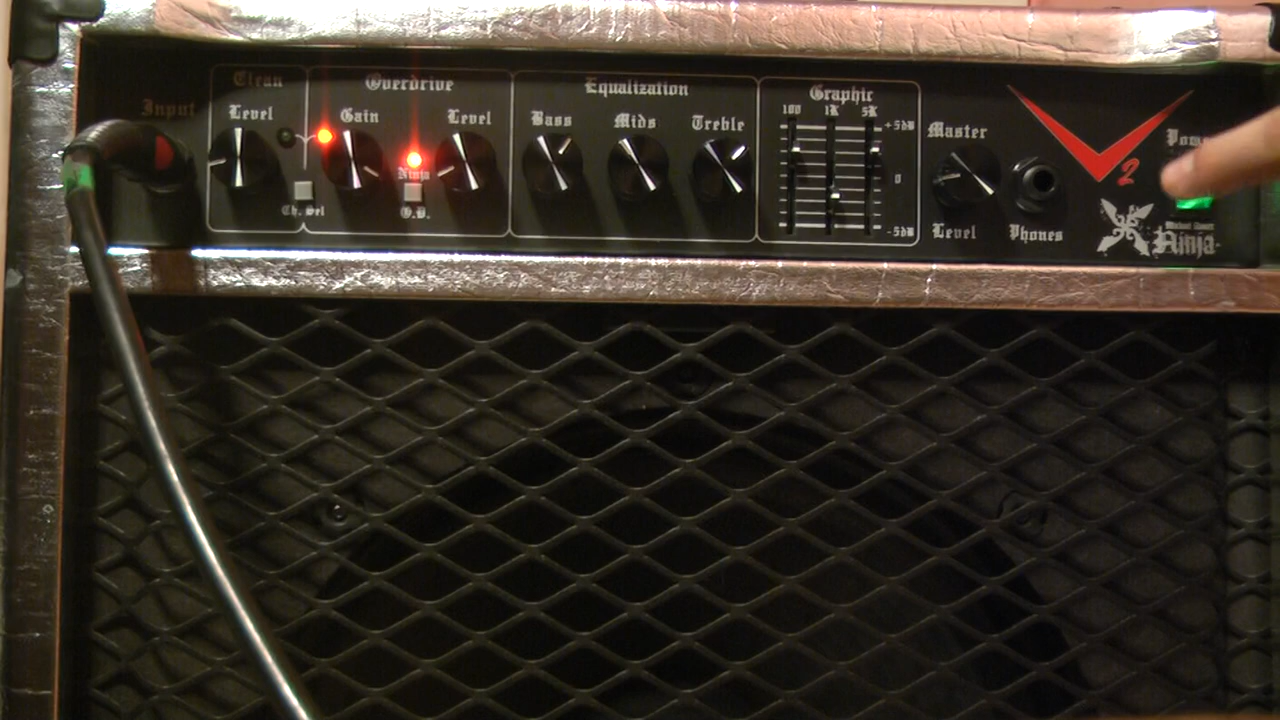 Input
Clean
Level
Ch. Sel
Overdrive
Gain
Level
Ninja
O.D.
Equalization
Bass
Mids
Treble
Graphic
100 1K 5K
+5dB
0
-5dB
Master
Level
Phones
V
2
Ninja